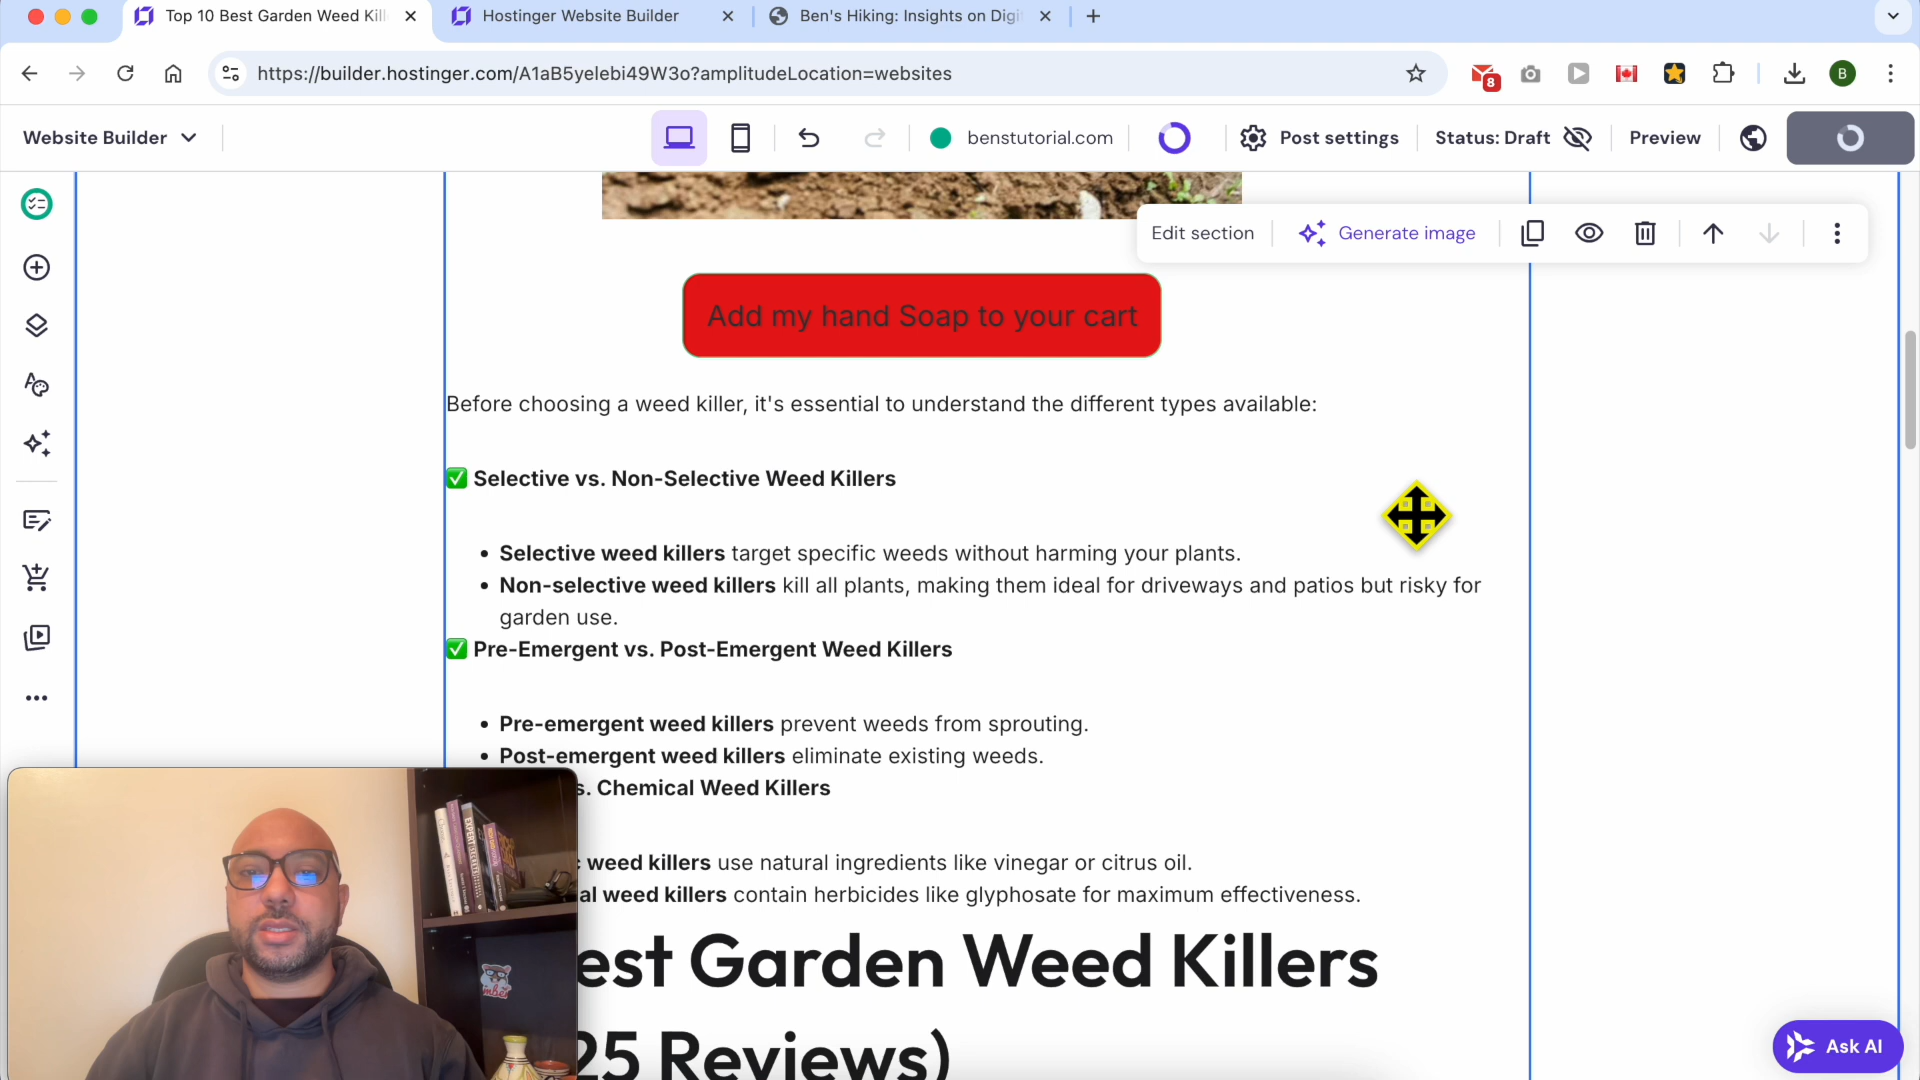 Top 10 Best Garden Weed Kill
Hostinger Website Builder
Ben's Hiking: Insights on Digi
https://builder.hostinger.com/A1aB5yelebi49W3o?amplitudeLocation=websites
8
B
Website Builder
benstutorial.com
Post settings
Status: Draft
Preview
Edit section
Generate image
Add my hand Soap to your cart
Before choosing a weed killer, it's essential to understand the different types available:
✅ Selective vs. Non-Selective Weed Killers
• Selective weed killers target specific weeds without harming your plants.
• Non-selective weed killers kill all plants, making them ideal for driveways and patios but risky for
garden use.
✅ Pre-Emergent vs. Post-Emergent Weed Killers
• Pre-emergent weed killers prevent weeds from sprouting.
• Post-emergent weed killers eliminate existing weeds.
s. Chemical Weed Killers
weed killers use natural ingredients like vinegar or citrus oil.
al weed killers contain herbicides like glyphosate for maximum effectiveness.
est Garden Weed Killers
25 Reviews)
EXPERT SECRETS
Ask AI